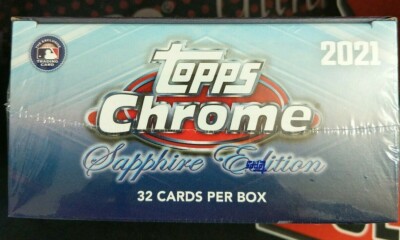 2021
Topps
Chrome
Sapphire Edition
32 CARDS PER BOX